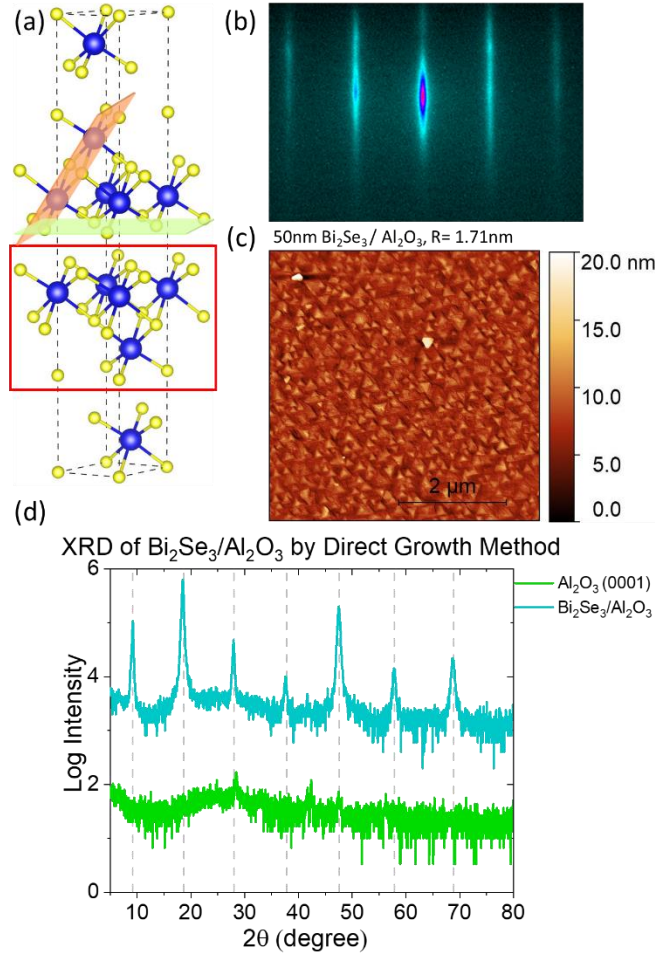 (a)
(b)
(c)
50nm Bi₂Se₃ / Al₂O₃, R= 1.71nm
20.0 nm
15.0
10.0
5.0
0.0
2 µm
(d)
XRD of Bi₂Se₃/Al₂O₃ by Direct Growth Method
Al₂O₃ (0001)
Bi₂Se₃/Al₂O₃
Log Intensity
6
4
2
0
10 20 30 40 50 60 70 80
2θ (degree)